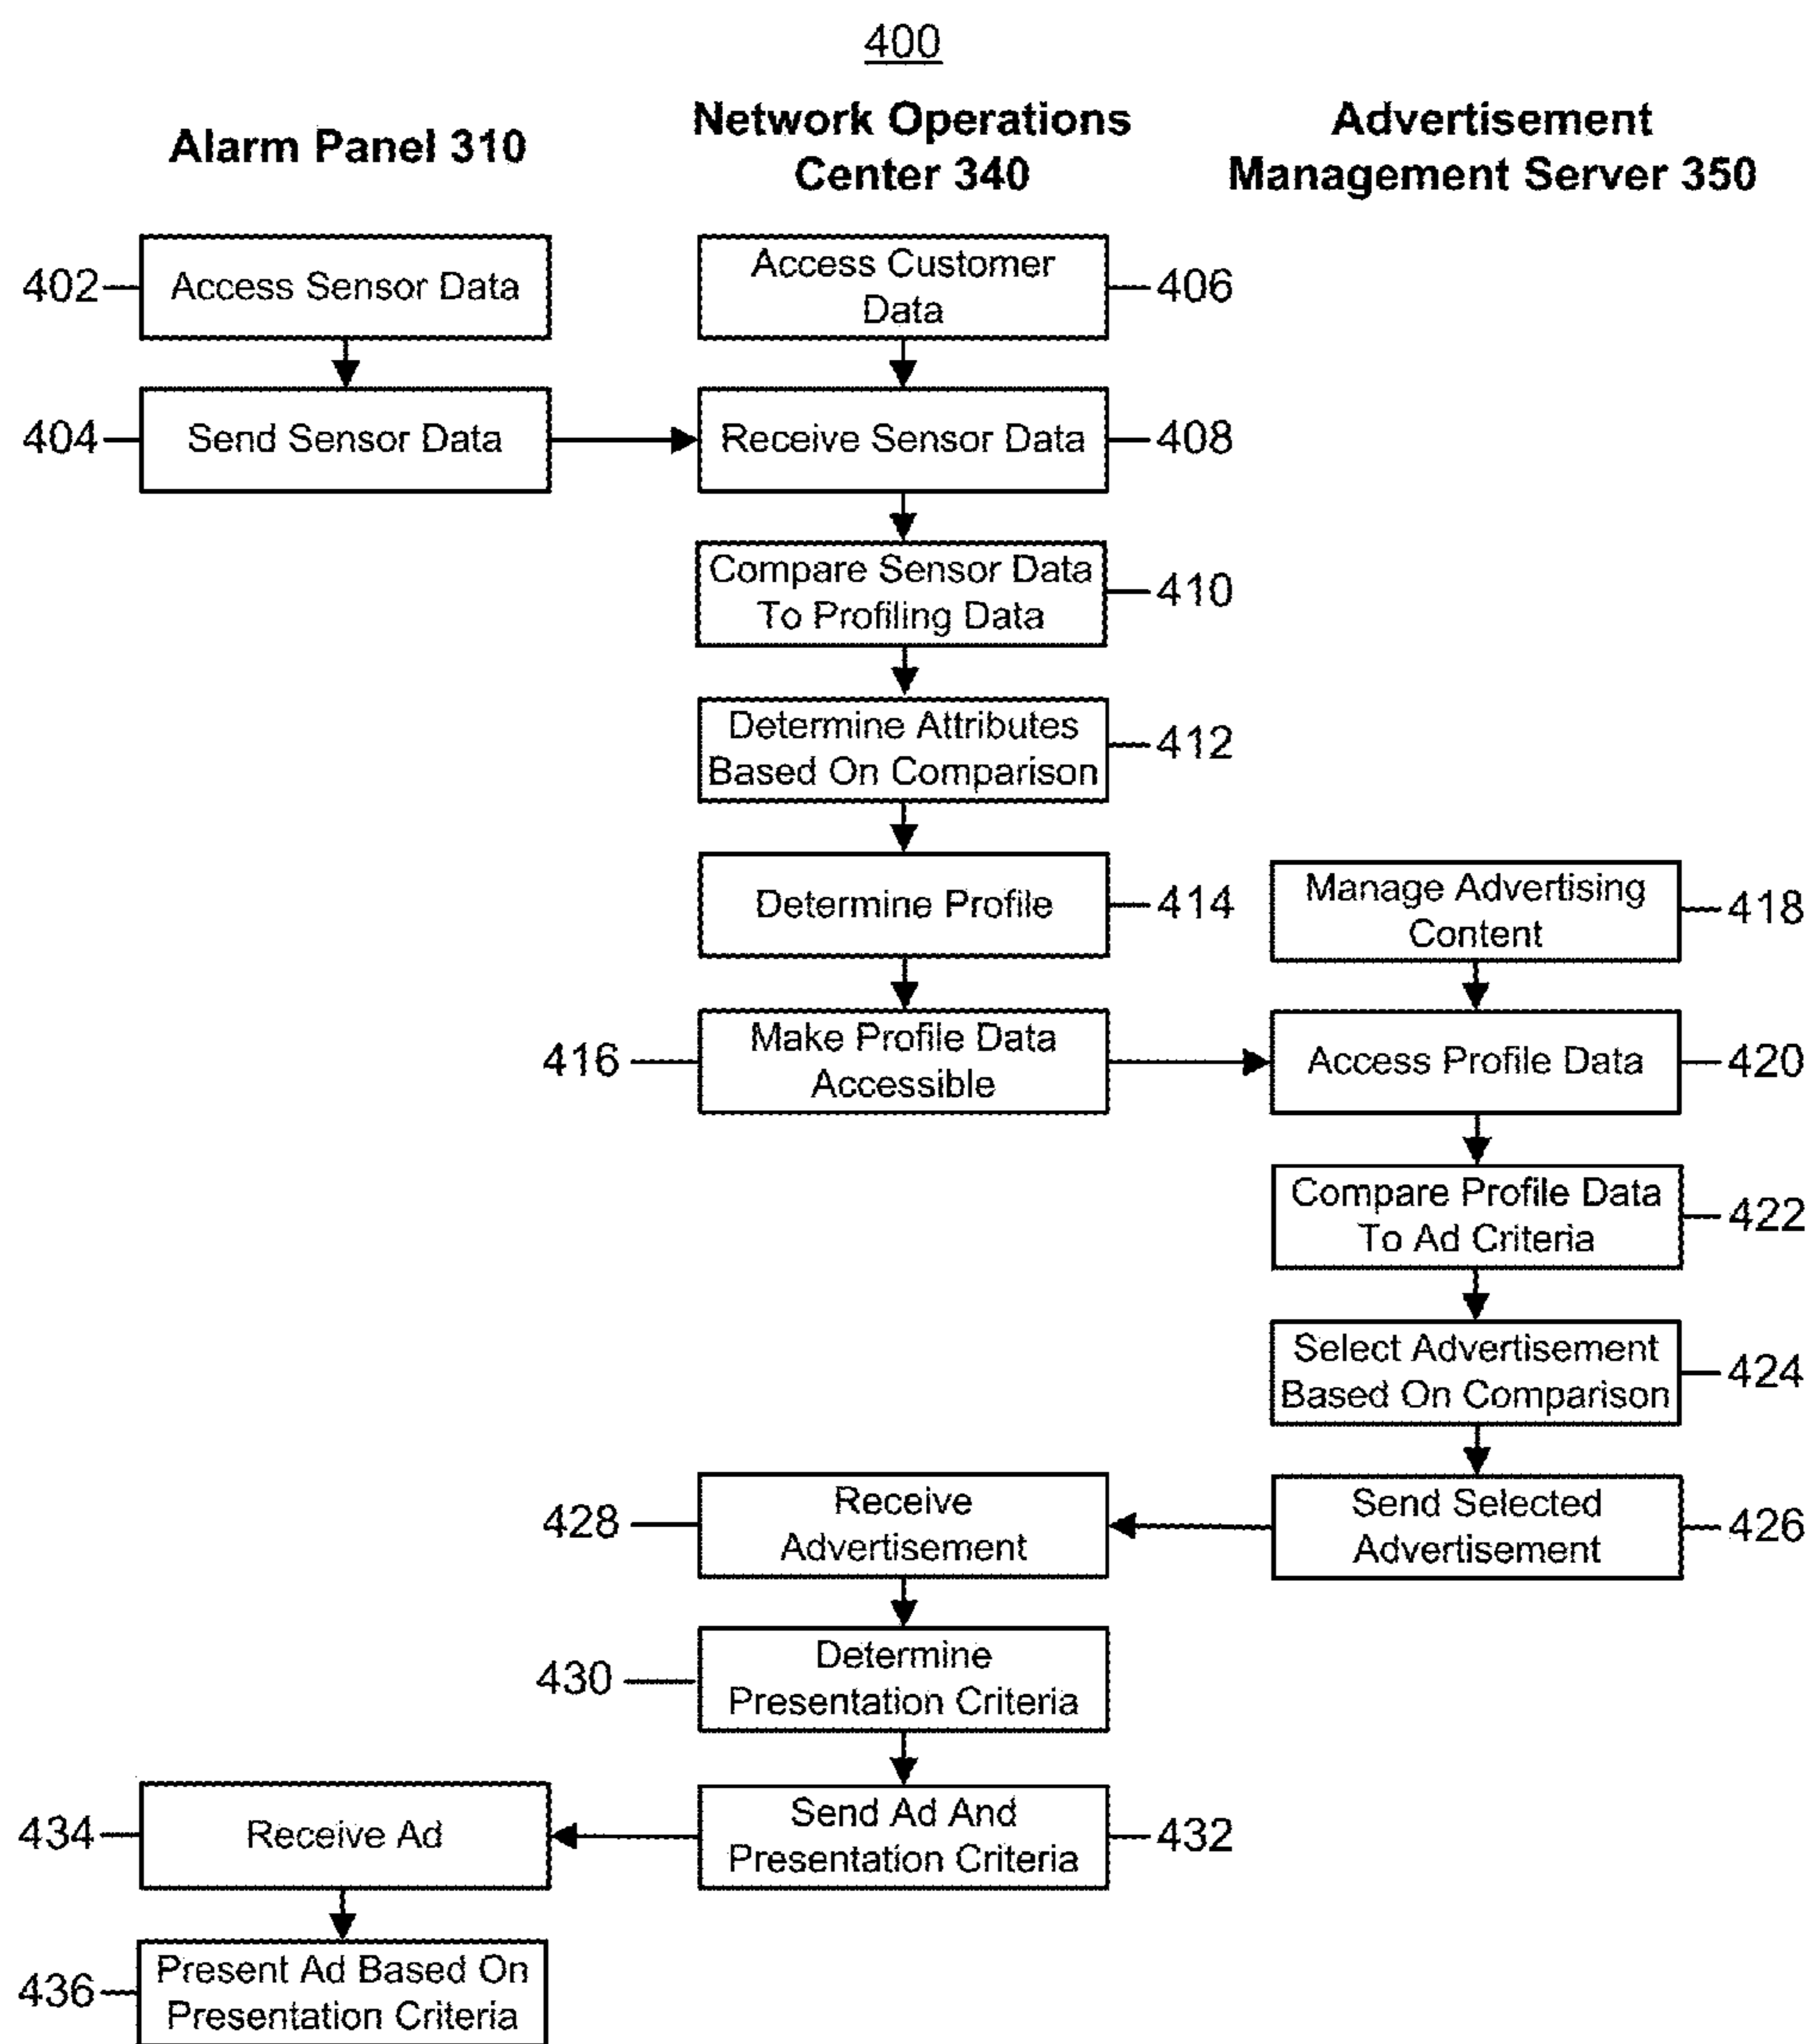 400
Alarm Panel 310
Network Operations
Center 340
Advertisement
Management Server 350
402
Access Sensor Data
Access Customer
Data
406
404
Send Sensor Data
Receive Sensor Data
408
Compare Sensor Data
To Profiling Data
410
Determine Attributes
Based On Comparison
412
Determine Profile
414
Manage Advertising
Content
418
416
Make Profile Data
Accessible
Access Profile Data
420
Compare Profile Data
To Ad Criteria
422
Select Advertisement
Based On Comparison
424
428
Receive
Advertisement
Send Selected
Advertisement
426
430
Determine
Presentation Criteria
434
Receive Ad
Send Ad And
Presentation Criteria
432
436
Present Ad Based On
Presentation Criteria